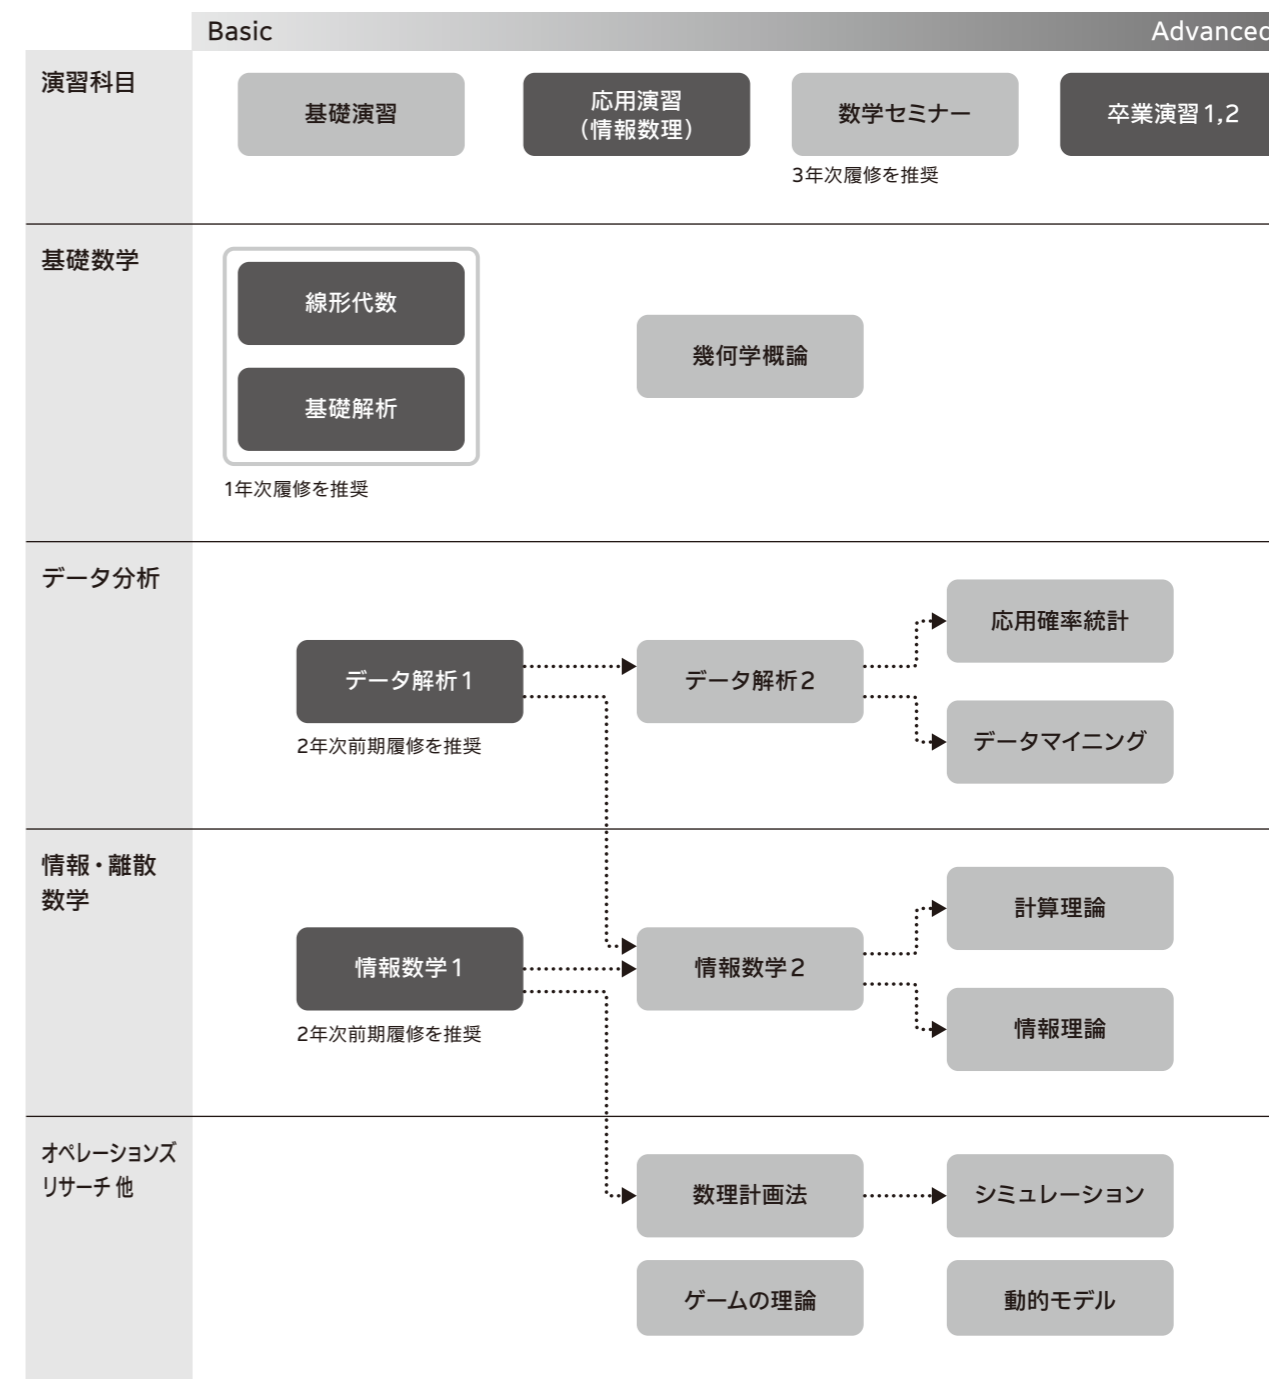 Basic
Advanced
演習科目
基礎演習
応用演習
（情報数理）
数学セミナー
卒業演習1,2
3年次履修を推奨
基礎数学
線形代数
基礎解析
幾何学概論
1年次履修を推奨
データ分析
応用確率統計
データ解析1
データ解析2
データマイニング
2年次前期履修を推奨
情報・離散
数学
計算理論
情報数学1
情報数学2
情報理論
2年次前期履修を推奨
オペレーションズ
リサーチ 他
数理計画法
シミュレーション
ゲームの理論
動的モデル